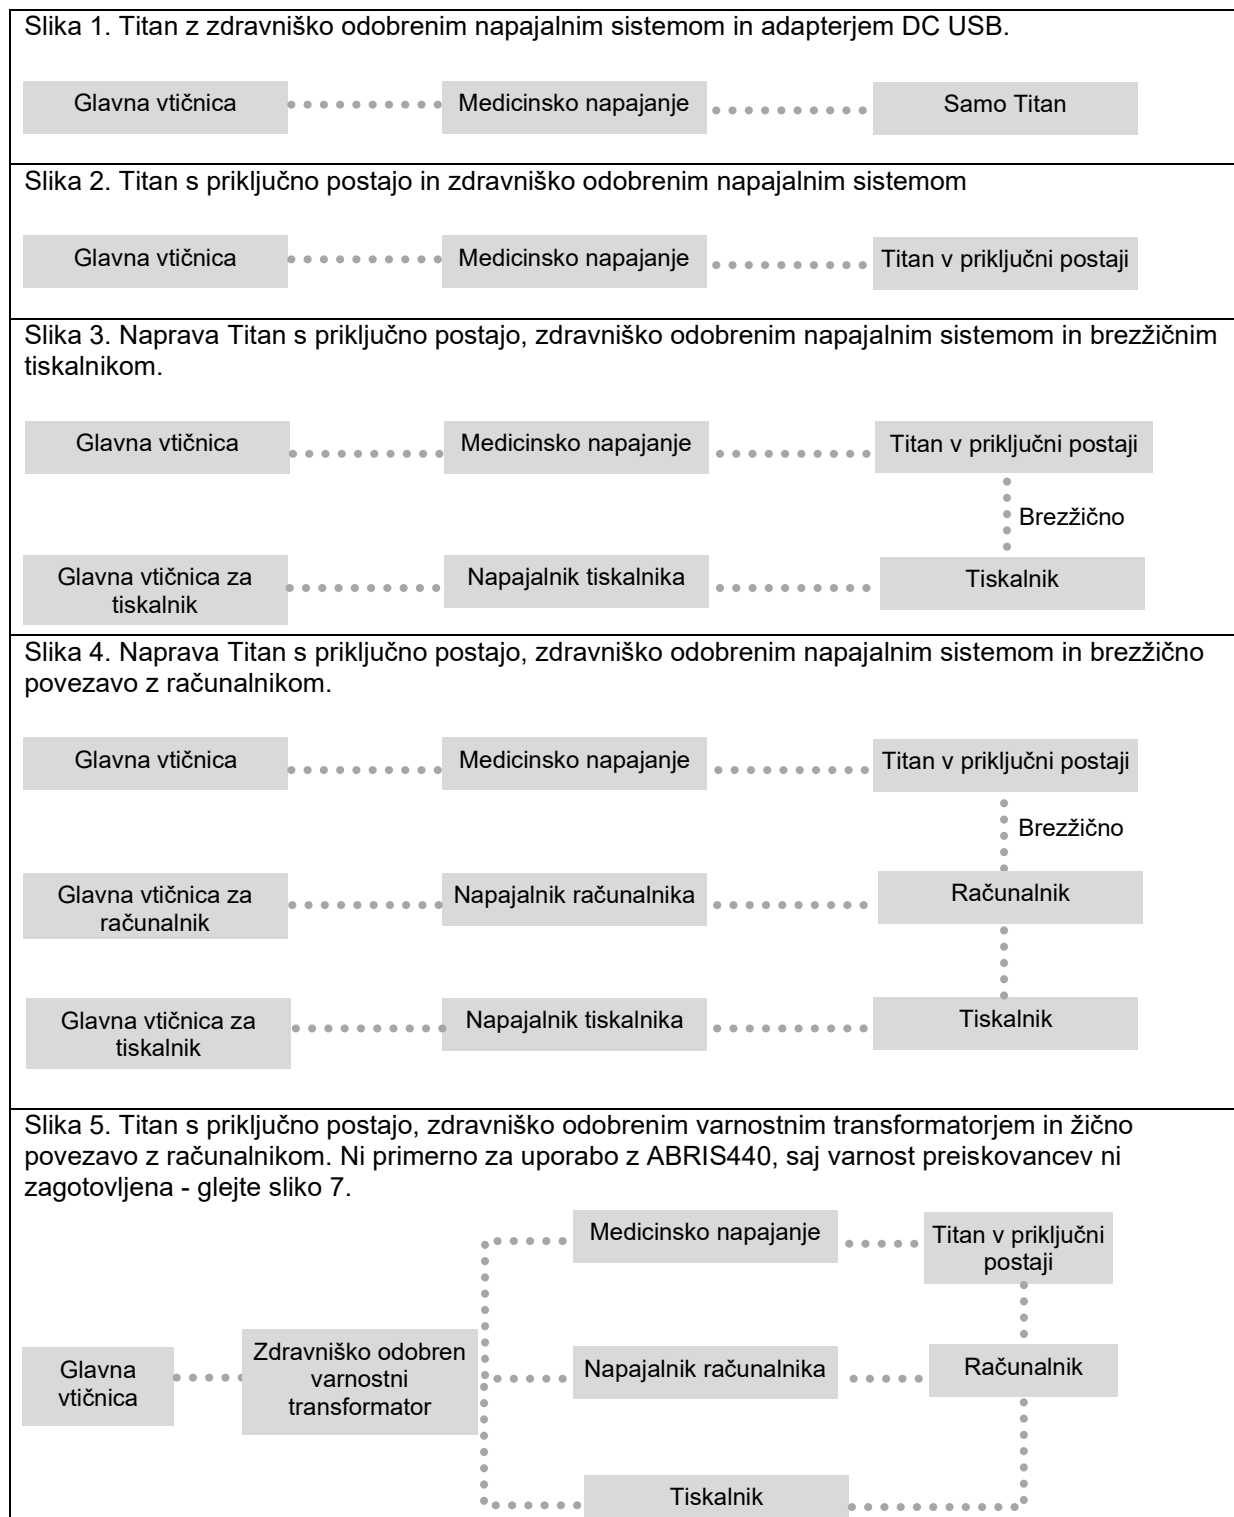 Slika 1. Titan z zdravniško odobrenim napajalnim sistemom in adapterjem DC USB.
Glavna vtičnica
Medicinsko napajanje
Samo Titan
Slika 2. Titan s priključno postajo in zdravniško odobrenim napajalnim sistemom
Glavna vtičnica
Medicinsko napajanje
Titan v priključni postaji
Slika 3. Naprava Titan s priključno postajo, zdravniško odobrenim napajalnim sistemom in brezžičnim
tiskalnikom.
Glavna vtičnica
Medicinsko napajanje
Titan v priključni postaji
Brezžično
Glavna vtičnica za
tiskalnik
Napajalnik tiskalnika
Tiskalnik
Slika 4. Naprava Titan s priključno postajo, zdravniško odobrenim napajalnim sistemom in brezžično
povezavo z računalnikom.
Glavna vtičnica
Medicinsko napajanje
Titan v priključni postaji
Brezžično
Glavna vtičnica za
računalnik
Napajalnik računalnika
Računalnik
Glavna vtičnica za
tiskalnik
Napajalnik tiskalnika
Tiskalnik
Slika 5. Titan s priključno postajo, zdravniško odobrenim varnostnim transformatorjem in žično
povezavo z računalnikom. Ni primerno za uporabo z ABRIS440, saj varnost preiskovancev ni
zagotovljena - glejte sliko 7.
Medicinsko napajanje
Titan v priključni
postaji
Glavna
vtičnica
Zdravniško odobren
varnostni
transformator
Napajalnik računalnika
Računalnik
Tiskalnik